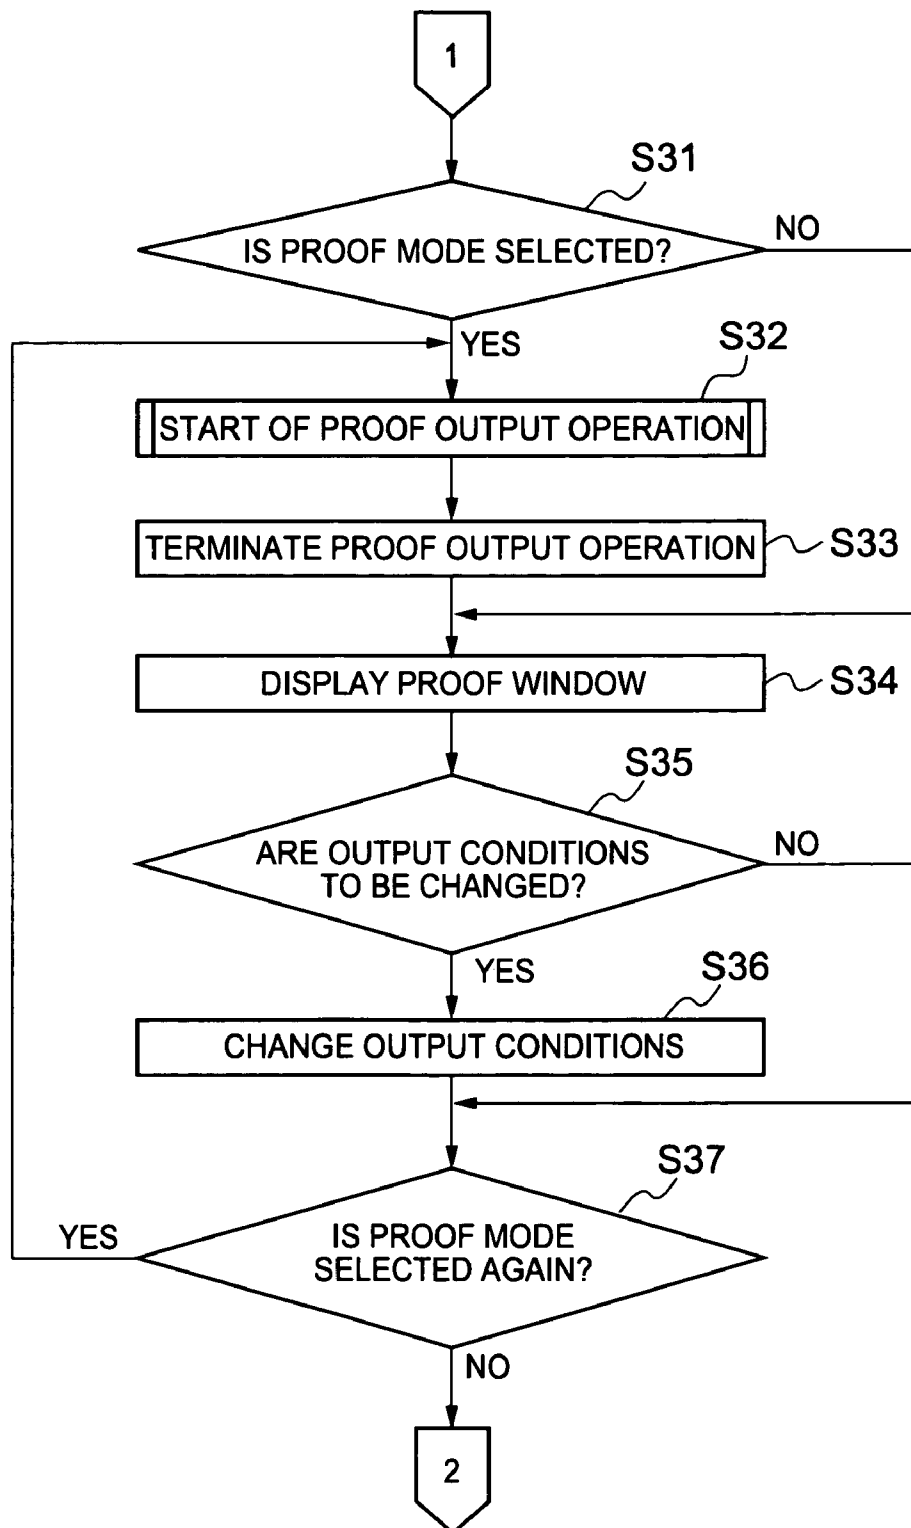 1
S31
IS PROOF MODE SELECTED?
NO
YES
S32
START OF PROOF OUTPUT OPERATION
TERMINATE PROOF OUTPUT OPERATION
S33
DISPLAY PROOF WINDOW
S34
S35
ARE OUTPUT CONDITIONS
TO BE CHANGED?
NO
YES
S36
CHANGE OUTPUT CONDITIONS
S37
YES
IS PROOF MODE
SELECTED AGAIN?
NO
2